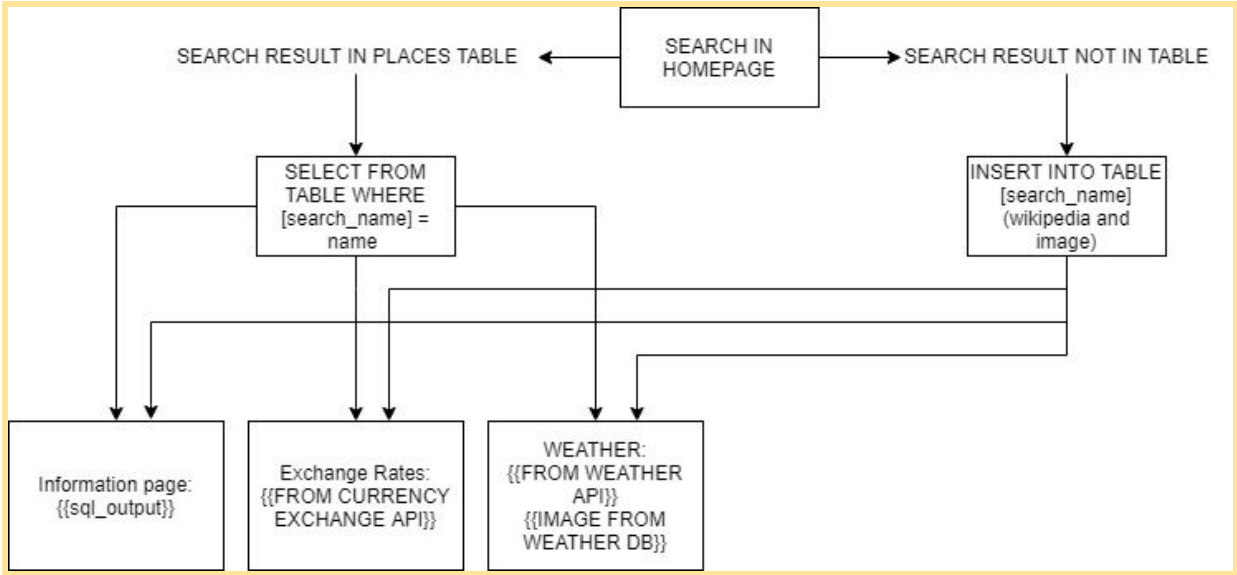 SEARCH IN
HOMEPAGE
SEARCH RESULT IN PLACES TABLE
SEARCH RESULT NOT IN TABLE
SELECT FROM
TABLE WHERE
[search_name] =
name
INSERT INTO TABLE
[search_name]
(wikipedia and
image)
Information page:
{{sql_output}}
Exchange Rates:
{{FROM CURRENCY
EXCHANGE API}}
WEATHER:
{{FROM WEATHER
API}}
{{IMAGE FROM
WEATHER DB}}